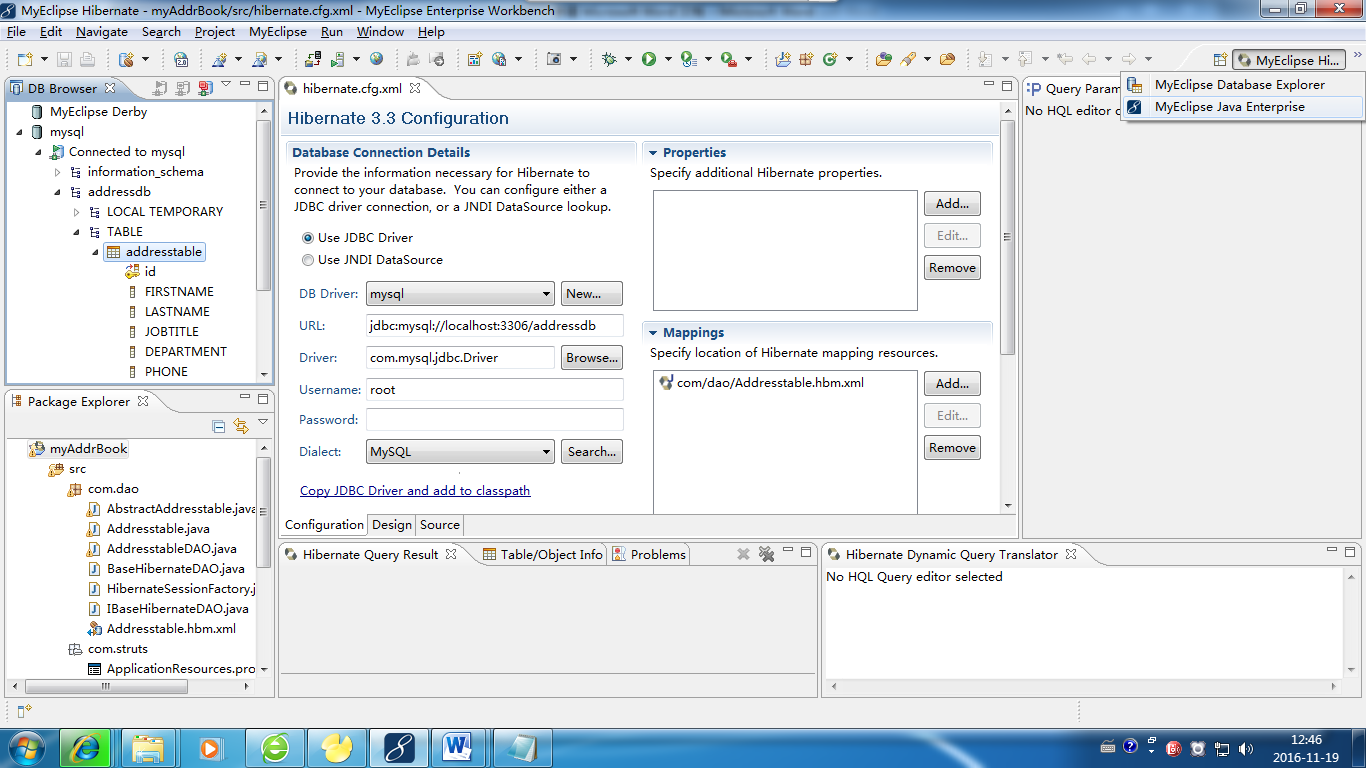 MyEclipse Hibernate - myAddrBook/src/hibernate.cfg.xml - MyEclipse Enterprise Workbench
File Edit Navigate Search Project MyEclipse Run Window Help
MyEclipse Hi...
MyEclipse Database Explorer
MyEclipse Java Enterprise
DB Browser
MyEclipse Derby
mysql
Connected to mysql
information_schema
addressdb
LOCAL TEMPORARY
TABLE
addresstable
id
FIRSTNAME
LASTNAME
JOBTITLE
DEPARTMENT
PHONE
Package Explorer
myAddrBook
src
com.dao
AbstractAddresstable.java
Addresstable.java
AddresstableDAO.java
BaseHibernateDAO.java
HibernateSessionFactory.j
IBaseHibernateDAO.java
Addresstable.hbm.xml
com.struts
ApplicationResources.pro
hibernate.cfg.xml
Hibernate 3.3 Configuration
Database Connection Details
Provide the information necessary for Hibernate to
connect to your database. You can configure either a
JDBC driver connection, or a JNDI DataSource lookup.
Use JDBC Driver
Use JNDI DataSource
DB Driver: mysql New...
URL: jdbc:mysql://localhost:3306/addressdb
Driver: com.mysql.jdbc.Driver Browse...
Username: root
Password:
Dialect: MySQL Search...
Copy JDBC Driver and add to classpath
Properties
Specify additional Hibernate properties.
Add...
Edit...
Remove
Mappings
Specify location of Hibernate mapping resources.
com/dao/Addresstable.hbm.xml
Add...
Edit...
Remove
Configuration Design Source
Query Param
No HQL editor c
Hibernate Query Result Table/Object Info Problems
Hibernate Dynamic Query Translator
No HQL Query editor selected
12:46
2016-11-19